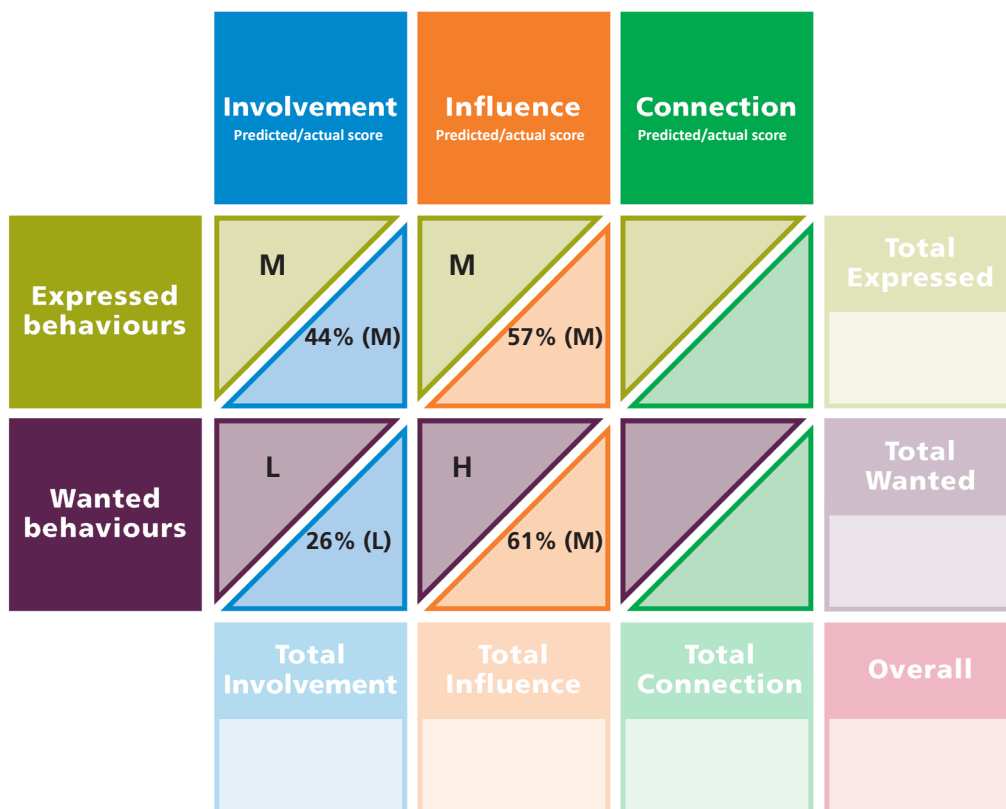 Involvement
Predicted/actual score
Influence
Predicted/actual score
Connection
Predicted/actual score
Expressed
behaviours
M
44% (M)
M
57% (M)
Total
Expressed
Wanted
behaviours
L
26% (L)
H
61% (M)
Total
Wanted
Total
Involvement
Total
Influence
Total
Connection
Overall